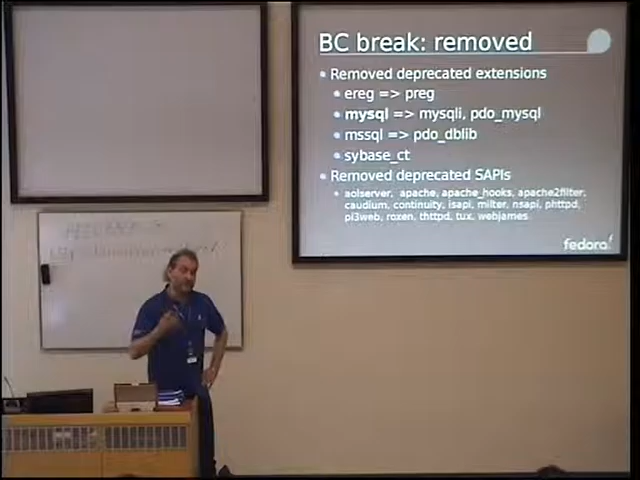 BC break: removed
• Removed deprecated extensions
• ereg => preg
• mysql => mysqli, pdo_mysql
• mssql => pdo_dblib
• sybase_ct
• Removed deprecated SAPIs
• aolserver, apache, apache_hooks, apache2filter,
caudium, continuity, isapi, milter, nsapi, phttpd,
pi3web, roxen, thttpd, tux, webjames
fedora